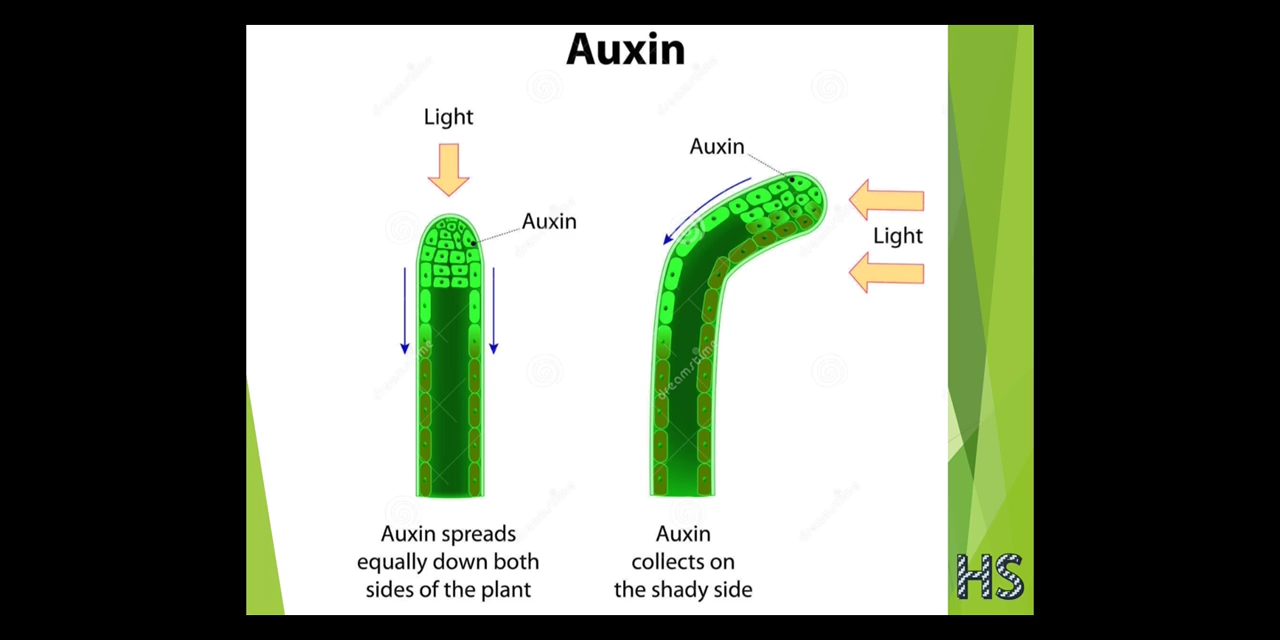 Auxin
Light
Auxin
Auxin spreads
equally down both
sides of the plant
Auxin
Light
Auxin
collects on
the shady side
dreamstime
HS